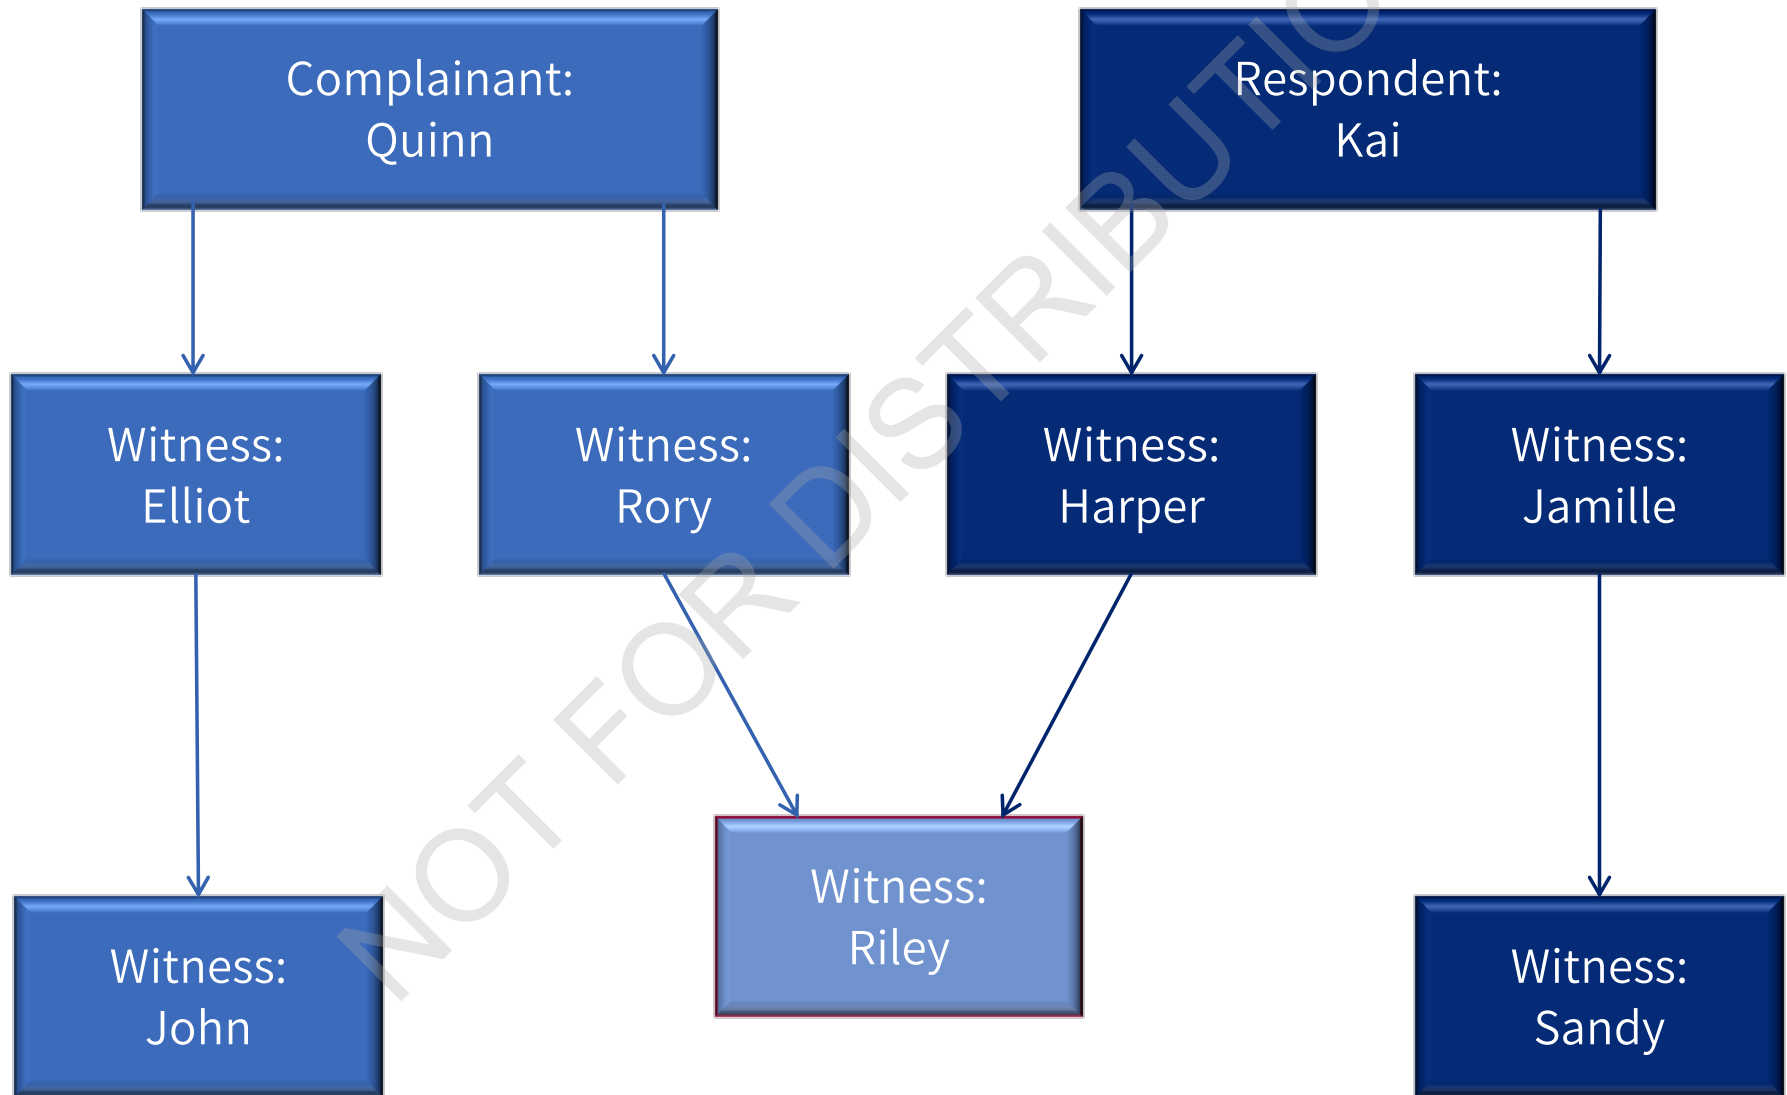 Complainant:
Quinn
Respondent:
Kai
Witness:
Elliot
Witness:
Rory
Witness:
Harper
Witness:
Jamille
Witness:
John
Witness:
Riley
Witness:
Sandy
NOT FOR DISTRIBUTIO